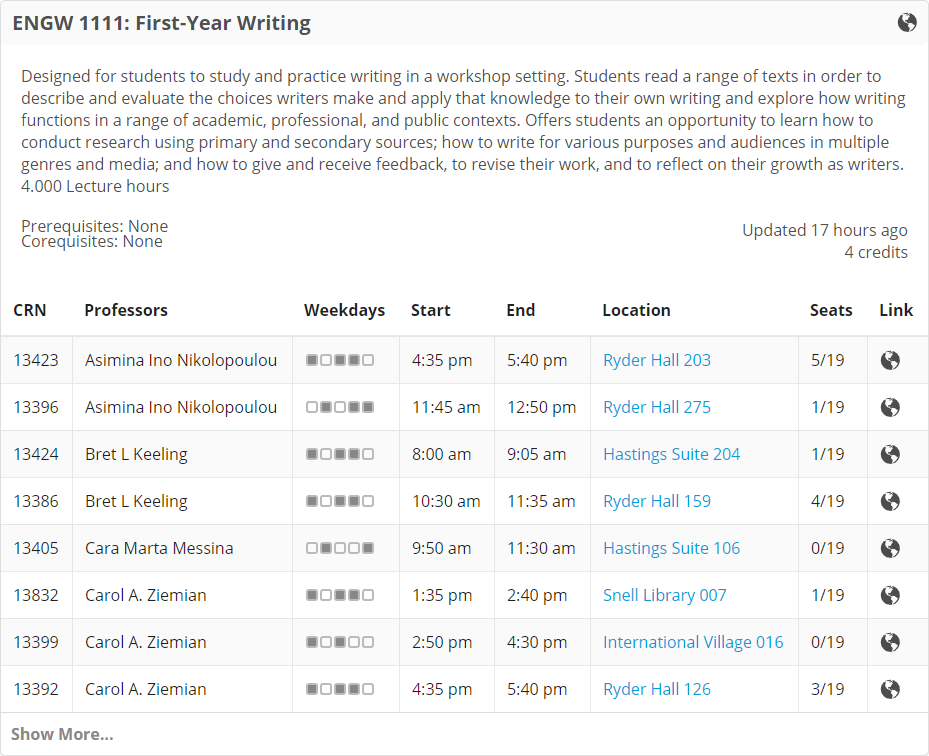 ENGW 1111: First-Year Writing
Designed for students to study and practice writing in a workshop setting. Students read a range of texts in order to
describe and evaluate the choices writers make and apply that knowledge to their own writing and explore how writing
functions in a range of academic, professional, and public contexts. Offers students an opportunity to learn how to
conduct research using primary and secondary sources; how to write for various purposes and audiences in multiple
genres and media; and how to give and receive feedback, to revise their work, and to reflect on their growth as writers.
4.000 Lecture hours
Prerequisites: None
Corequisites: None
Updated 17 hours ago
4 credits
CRN Professors Weekdays Start End Location Seats Link
13423 Asimina Ino Nikolopoulou 4:35 pm 5:40 pm Ryder Hall 203 5/19
13396 Asimina Ino Nikolopoulou 11:45 am 12:50 pm Ryder Hall 275 1/19
13424 Bret L Keeling 8:00 am 9:05 am Hastings Suite 204 1/19
13386 Bret L Keeling 10:30 am 11:35 am Ryder Hall 159 4/19
13405 Cara Marta Messina 9:50 am 11:30 am Hastings Suite 106 0/19
13832 Carol A. Ziemian 1:35 pm 2:40 pm Snell Library 007 1/19
13399 Carol A. Ziemian 2:50 pm 4:30 pm International Village 016 0/19
13392 Carol A. Ziemian 4:35 pm 5:40 pm Ryder Hall 126 3/19
Show More...